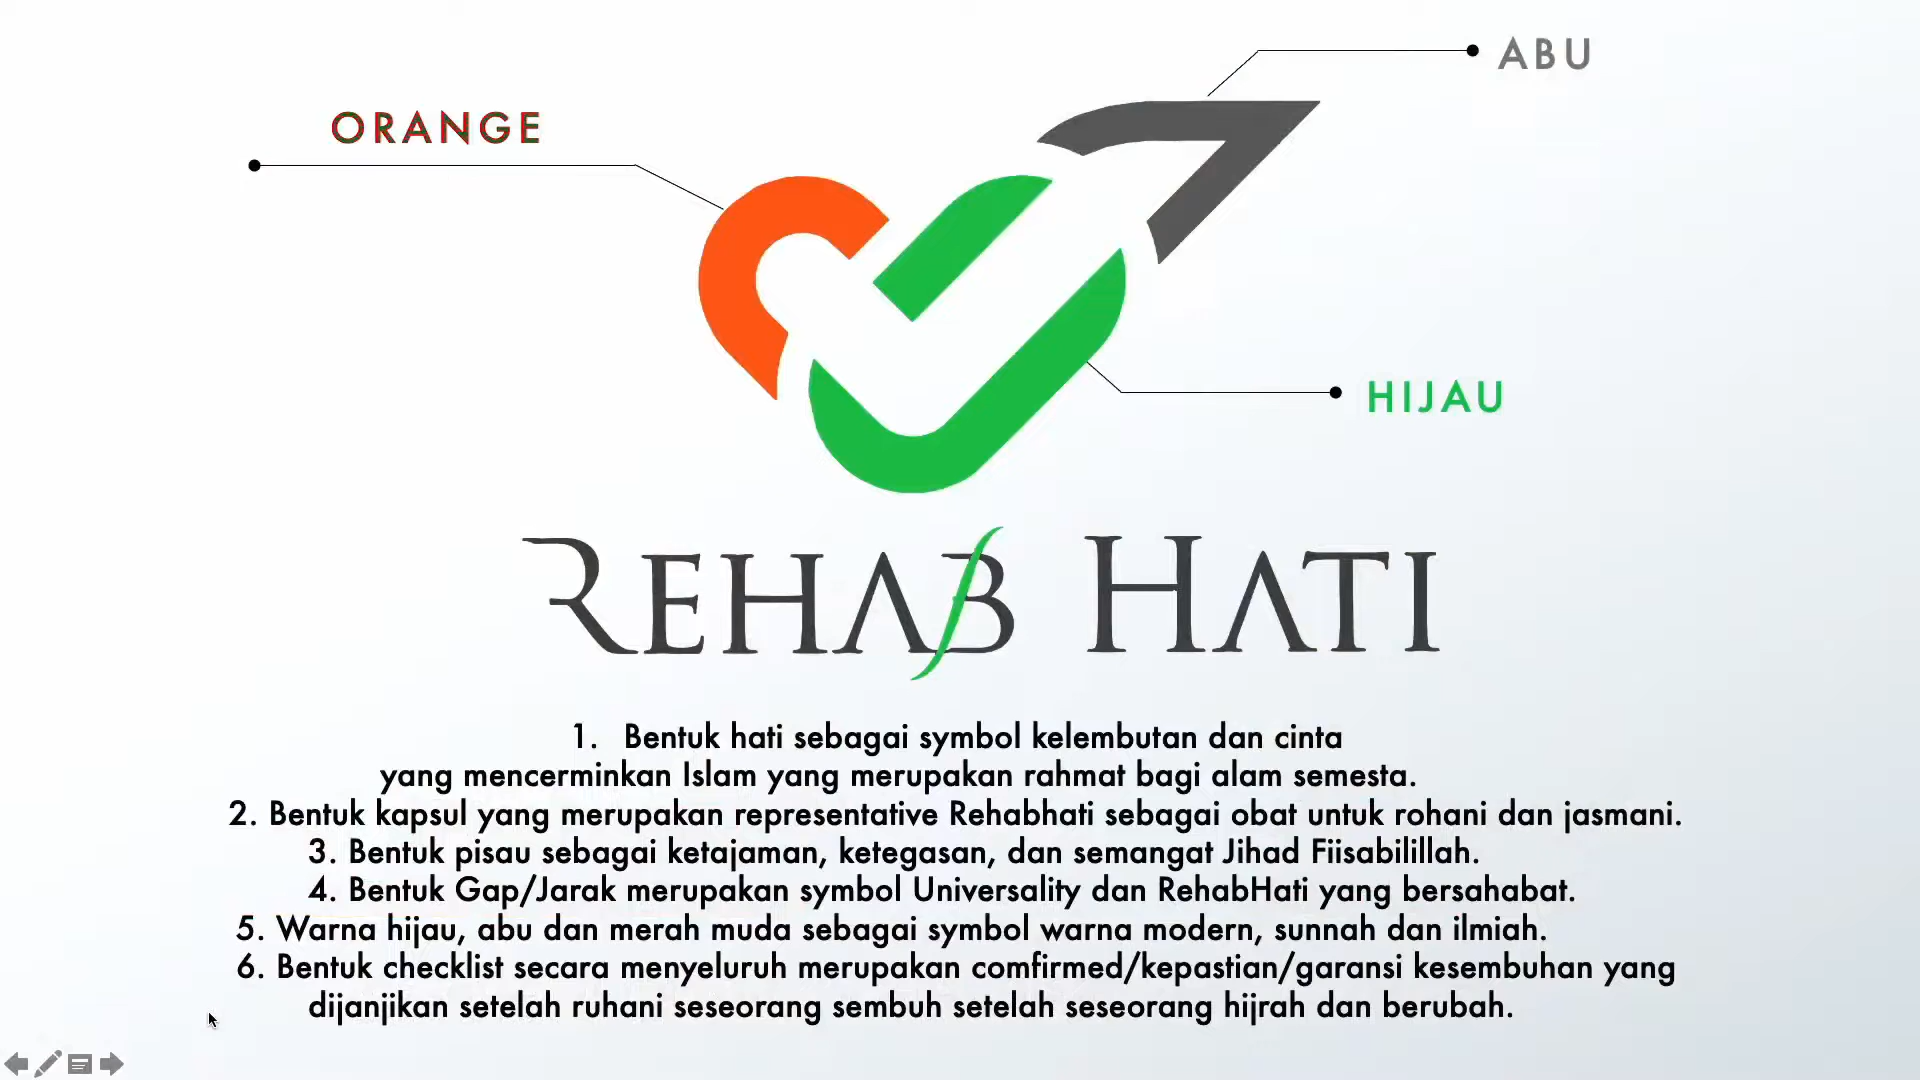 ABU
ORANGE
HIJAU
REHAB HATI
1. Bentuk hati sebagai symbol kelembutan dan cinta
yang mencerminkan Islam yang merupakan rahmat bagi alam semesta.
2. Bentuk kapsul yang merupakan representative Rehabhati sebagai obat untuk rohani dan jasmani.
3. Bentuk pisau sebagai ketajaman, ketegasan, dan semangat Jihad Fiisabilillah.
4. Bentuk Gap/Jarak merupakan symbol Universality dan RehabHati yang bersahabat.
5. Warna hijau, abu dan merah muda sebagai symbol warna modern, sunnah dan ilmiah.
6. Bentuk checklist secara menyeluruh merupakan comfirmed/kepastian/garansi kesembuhan yang
dijanjikan setelah ruhani seseorang sembuh setelah seseorang hijrah dan berubah.